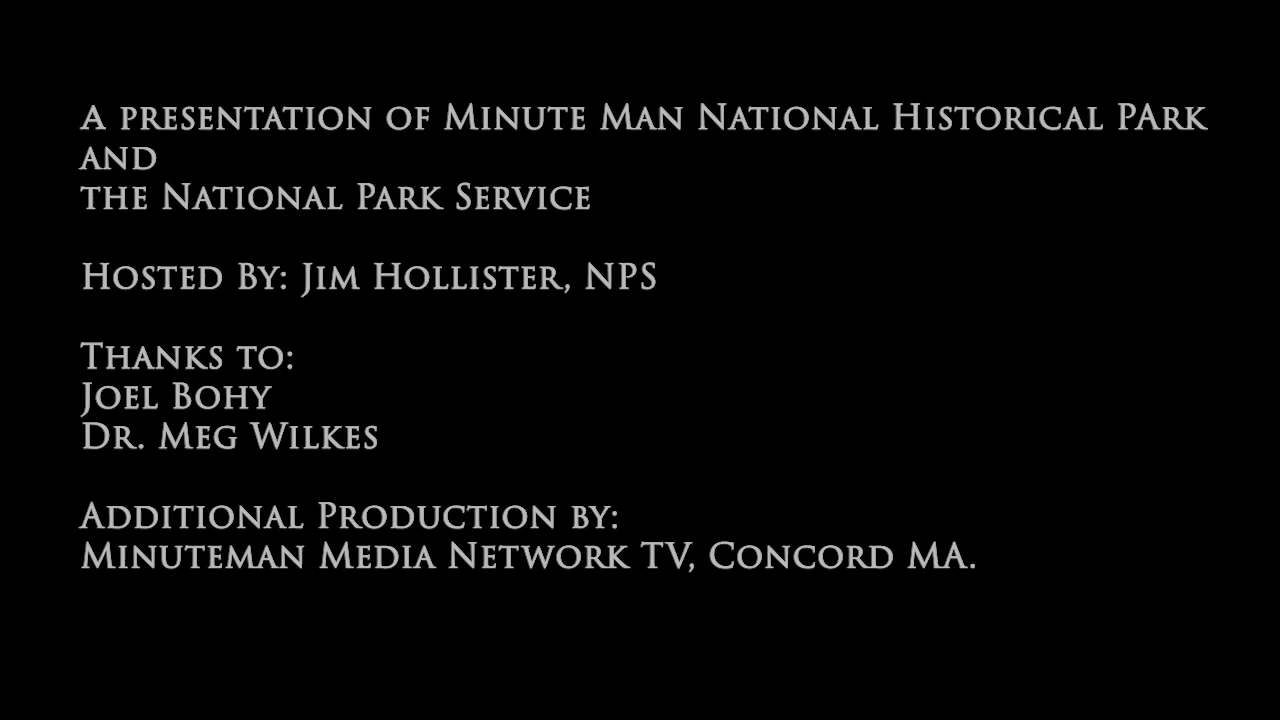 A presentation of Minute Man National Historical PArk
and
the National Park Service
Hosted By: Jim Hollister, NPS
Thanks to:
Joel Bohy
Dr. Meg Wilkes
Additional Production by:
Minuteman Media Network TV, Concord MA.